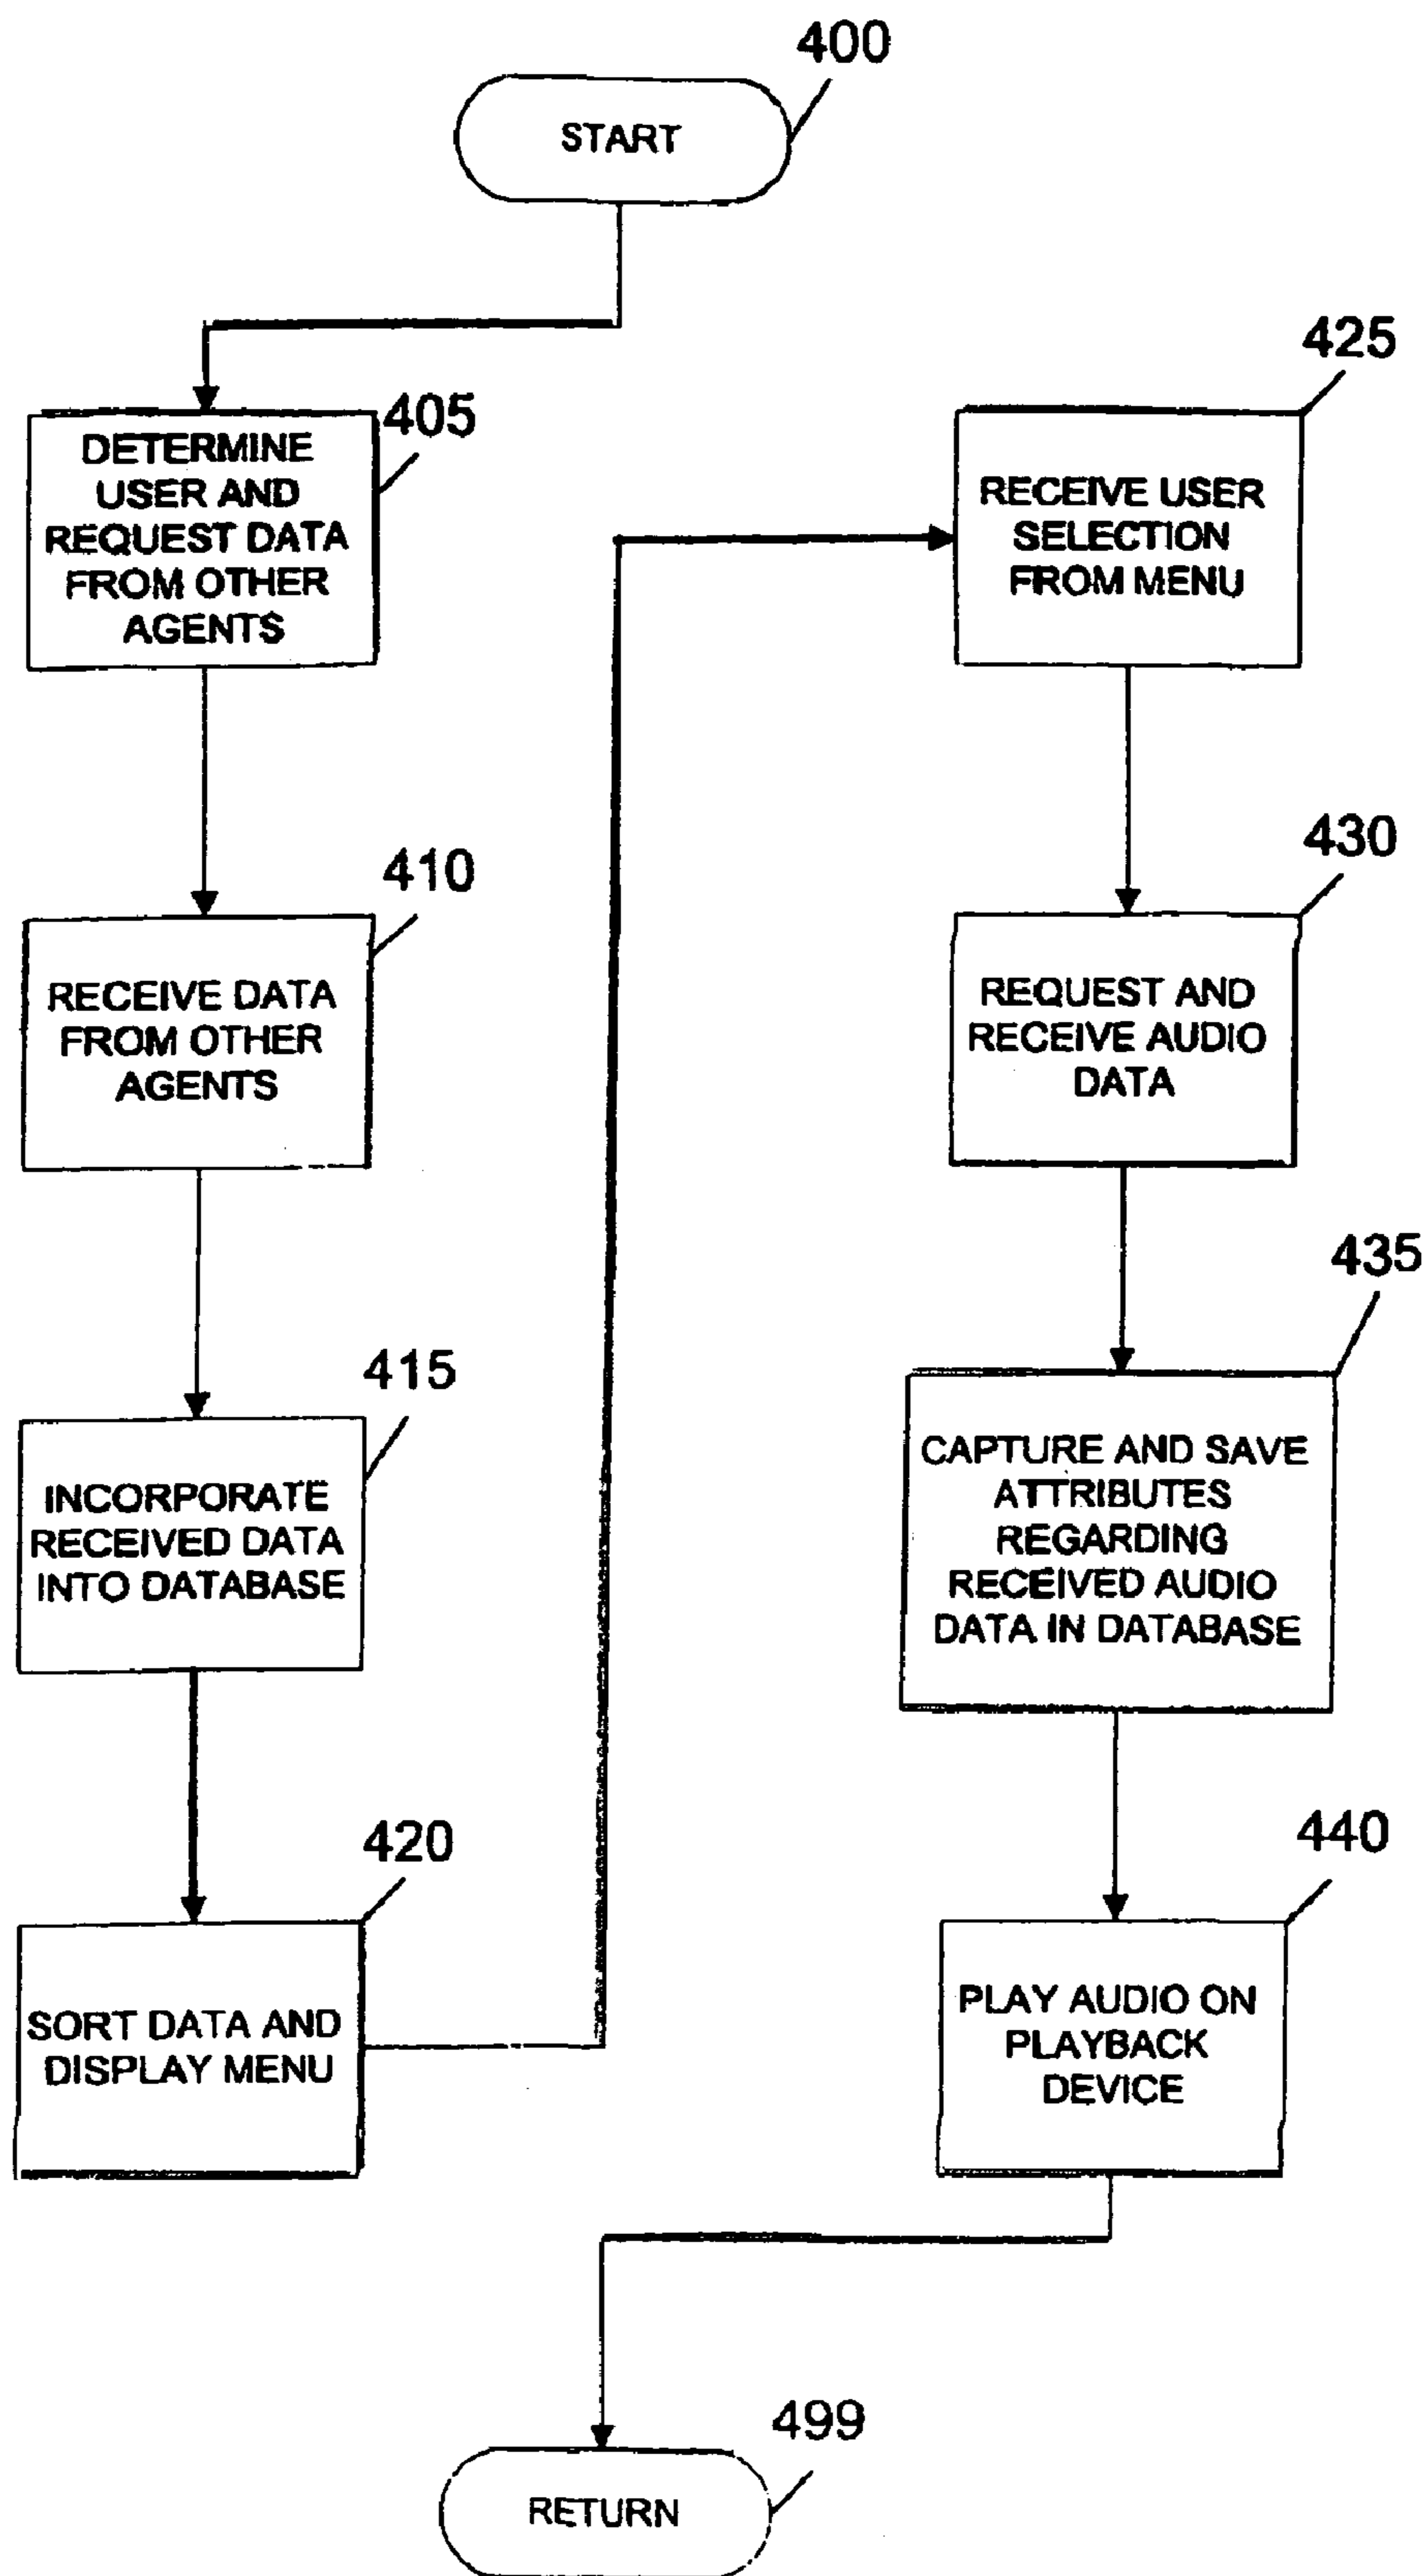 400
START
405
DETERMINE
USER AND
REQUEST DATA
FROM OTHER
AGENTS
410
RECEIVE DATA
FROM OTHER
AGENTS
415
INCORPORATE
RECEIVED DATA
INTO DATABASE
420
SORT DATA AND
DISPLAY MENU
425
RECEIVE USER
SELECTION
FROM MENU
430
REQUEST AND
RECEIVE AUDIO
DATA
435
CAPTURE AND SAVE
ATTRIBUTES
REGARDING
RECEIVED AUDIO
DATA IN DATABASE
440
PLAY AUDIO ON
PLAYBACK
DEVICE
499
RETURN